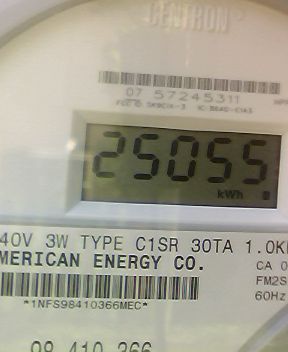 CENTRON
07 57245311
25055
kWh
40V 3W TYPE C1SR 30TA 1.0K
MERICAN ENERGY CO.
CA 0
FM2S
60Hz
*1NFS98410366MEC*
98 410 366